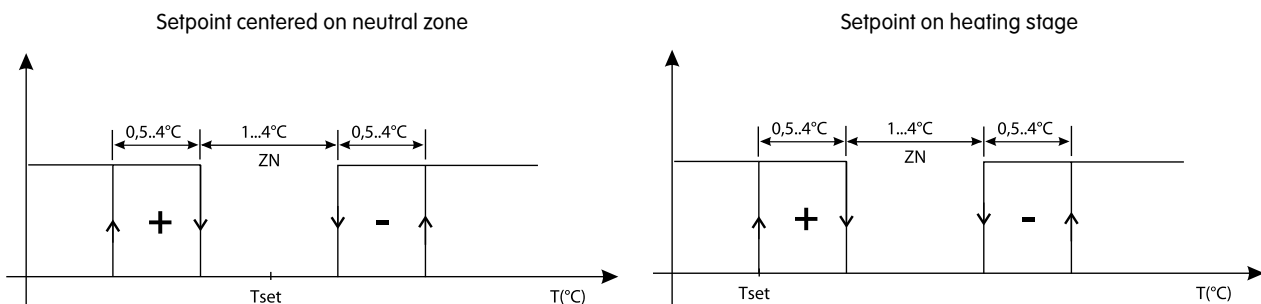 Setpoint centered on neutral zone
0,5..4°C
1...4°C
0,5..4°C
ZN
+
-
Tset
T(°C)
Setpoint on heating stage
0,5..4°C
1...4°C
0,5..4°C
ZN
+
-
Tset
T(°C)